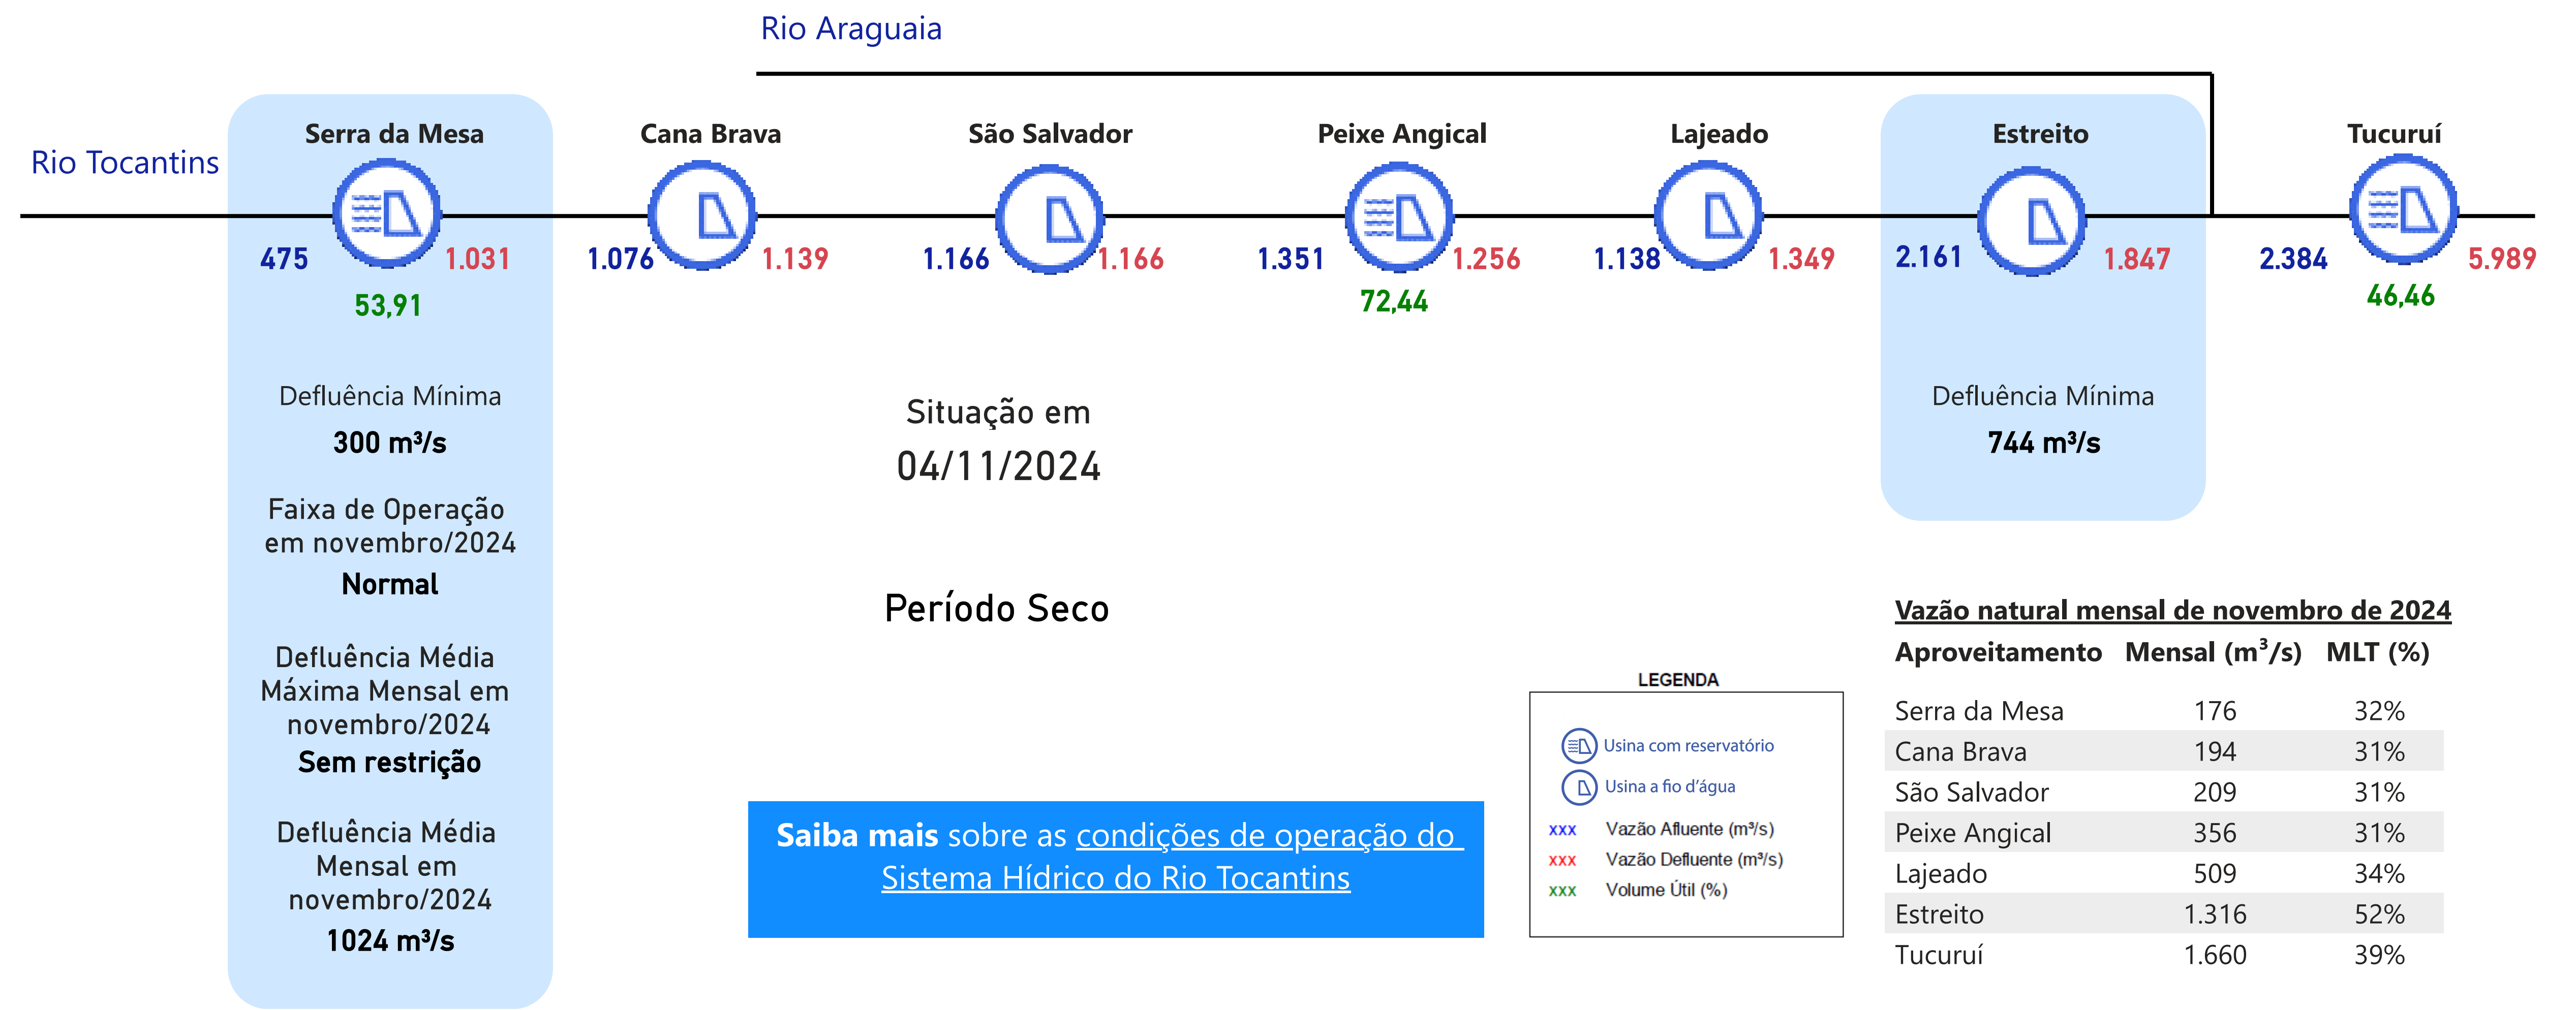 Rio Araguaia
Rio Tocantins
Serra da Mesa
Cana Brava
São Salvador
Peixe Angical
Lajeado
Estreito
Tucuruí
475
1.031
1.076
1.139
1.166
1.166
1.351
1.256
1.138
1.349
2.161
1.847
2.384
5.989
53,91
72,44
46,46
Defluência Mínima
300 m³/s
Faixa de Operação
em novembro/2024
Normal
Defluência Média
Máxima Mensal em
novembro/2024
Sem restrição
Defluência Média
Mensal em
novembro/2024
1024 m³/s
Situação em
04/11/2024
Período Seco
Saiba mais sobre as condições de operação do
Sistema Hídrico do Rio Tocantins
Defluência Mínima
744 m³/s
LEGENDA
Usina com reservatório
Usina a fio d'água
xxx Vazão Afluente (m³/s)
xxx Vazão Defluente (m³/s)
xxx Volume Útil (%)
Vazão natural mensal de novembro de 2024
Aproveitamento Mensal (m³/s) MLT (%)
Serra da Mesa 176 32%
Cana Brava 194 31%
São Salvador 209 31%
Peixe Angical 356 31%
Lajeado 509 34%
Estreito 1.316 52%
Tucuruí 1.660 39%